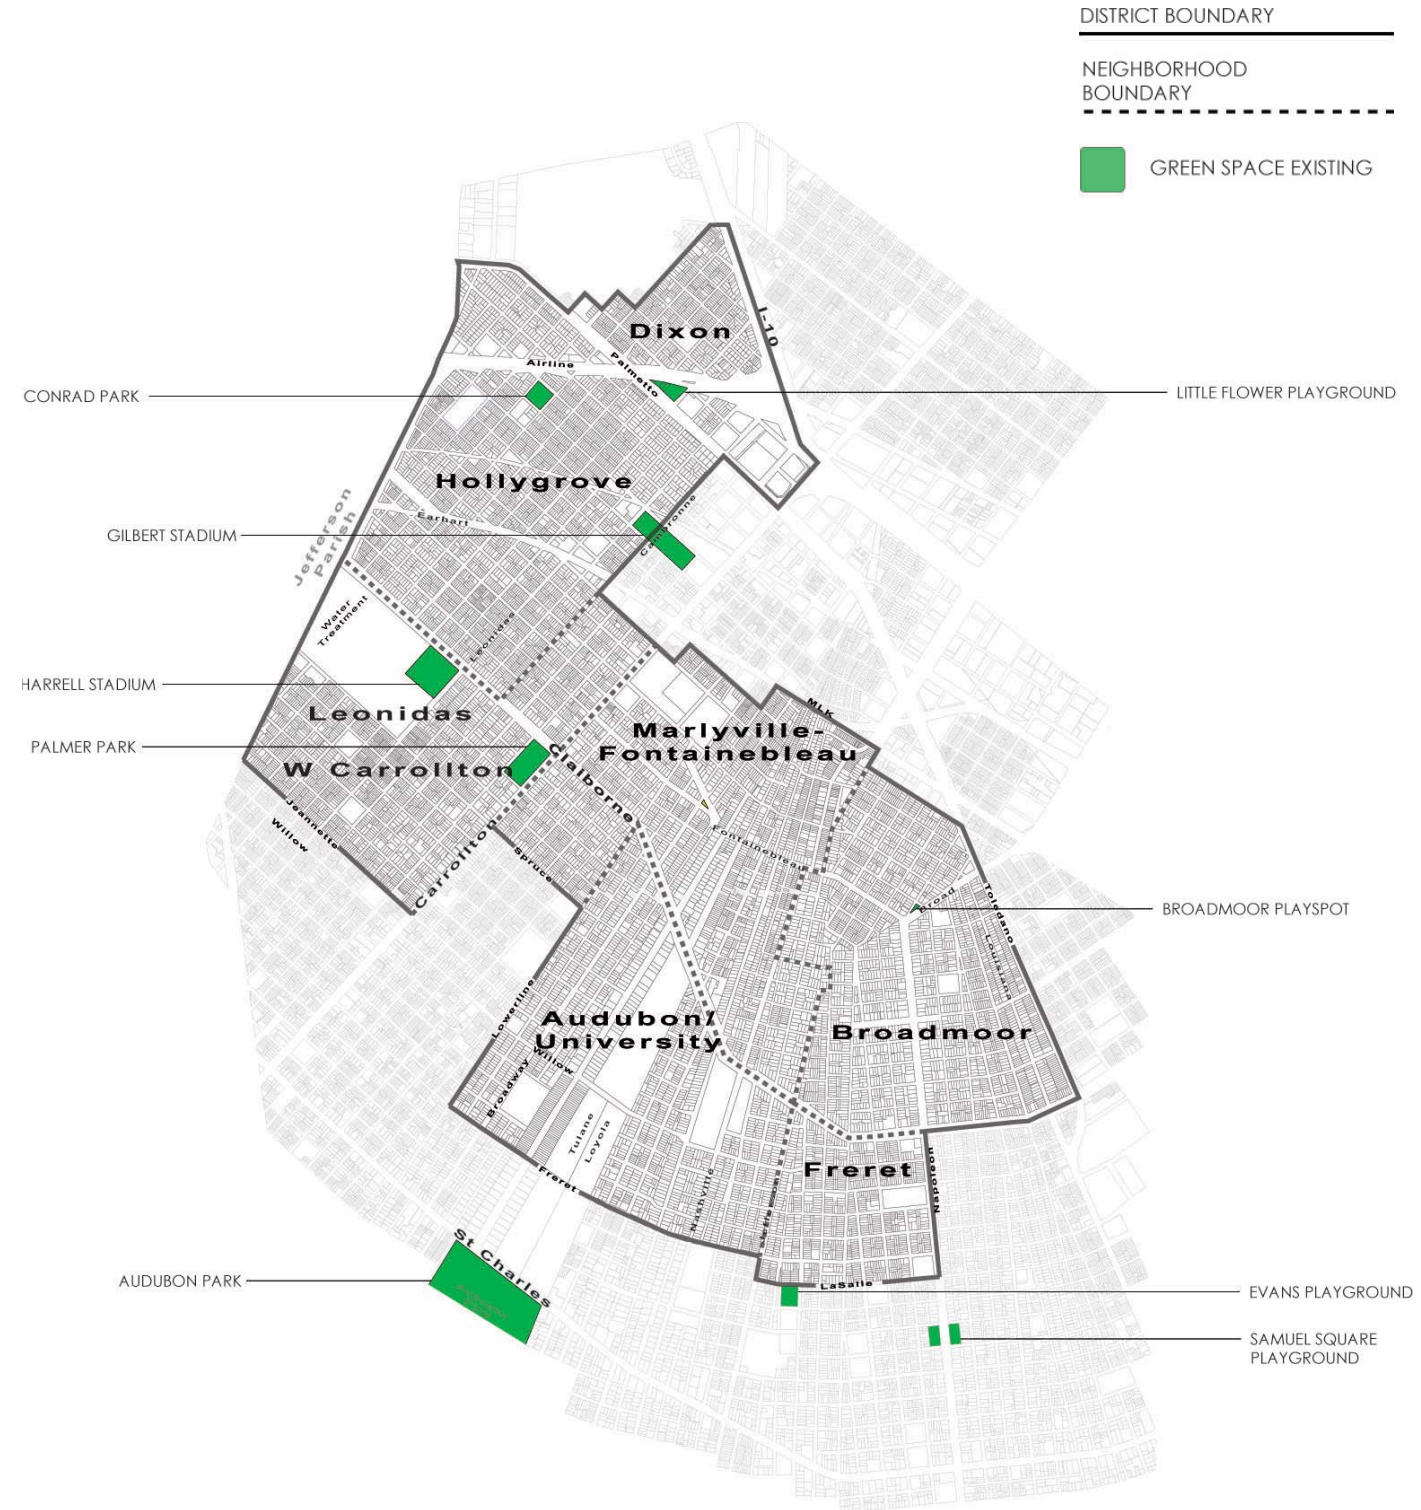 DISTRICT BOUNDARY
NEIGHBORHOOD
BOUNDARY
GREEN SPACE EXISTING
Dixon
I-10
Airline
Palmetto
CONRAD PARK
LITTLE FLOWER PLAYGROUND
Hollygrove
Earhart
Cambronne
Jefferson
Parish
GILBERT STADIUM
Water
Treatment
Leonidas
HARRELL STADIUM
Leonidas
MLK
Marlyville-
Fontainebleau
PALMER PARK
W Carrollton
Claiborne
Jeannette
Willow
Carrollton
Spruce
Fontainebleau
Broad
Toledano
BROADMOOR PLAYSPOT
Louisiana
Lowerline
Audubon/
University
Broadmoor
Willow
Broadway
Tulane
Loyola
Freret
Nashville
Freret
Napoleon
St Charles
LaSalle
AUDUBON PARK
EVANS PLAYGROUND
SAMUEL SQUARE
PLAYGROUND